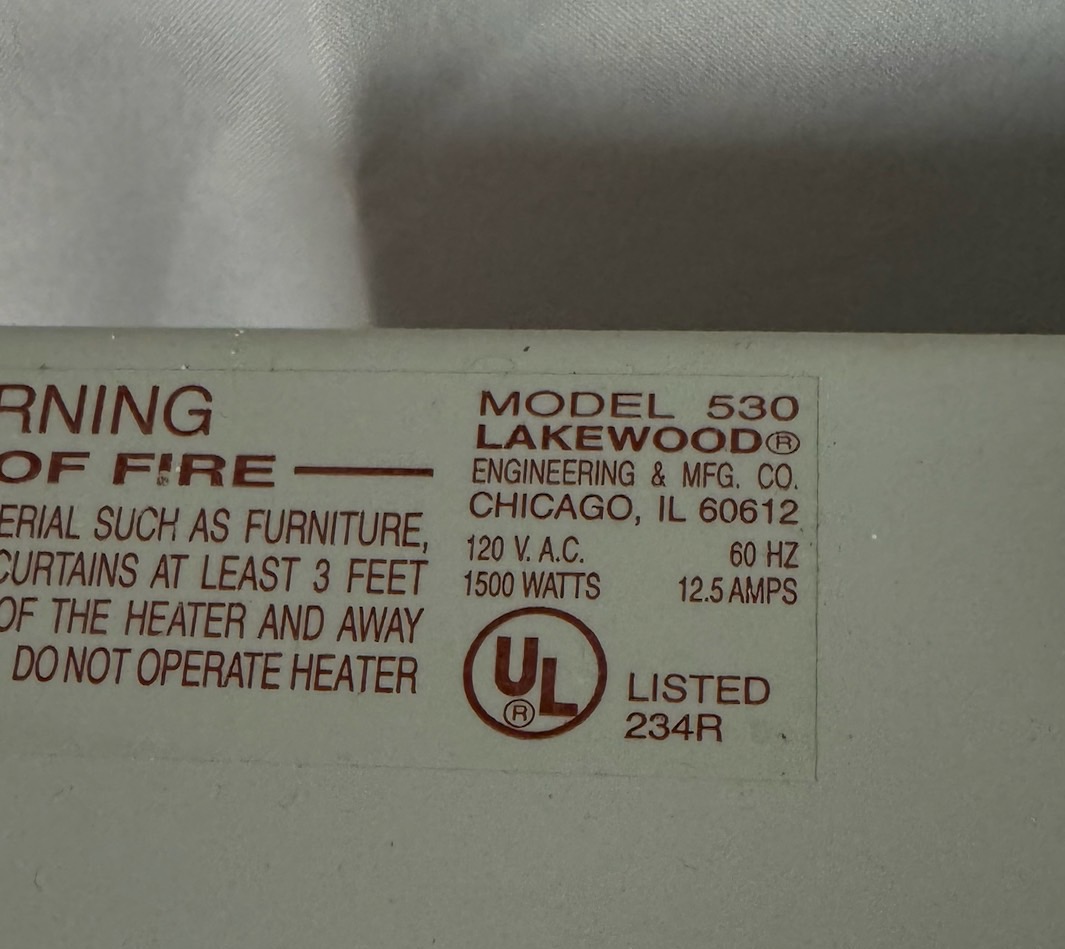 RNING
OF FIRE
ERIAL SUCH AS FURNITURE,
CURTAINS AT LEAST 3 FEET
OF THE HEATER AND AWAY
DO NOT OPERATE HEATER
MODEL 530
LAKEWOOD®
ENGINEERING & MFG. CO.
CHICAGO, IL 60612
120 V. A.C. 60 HZ
1500 WATTS 12.5 AMPS
UL®
LISTED
234R